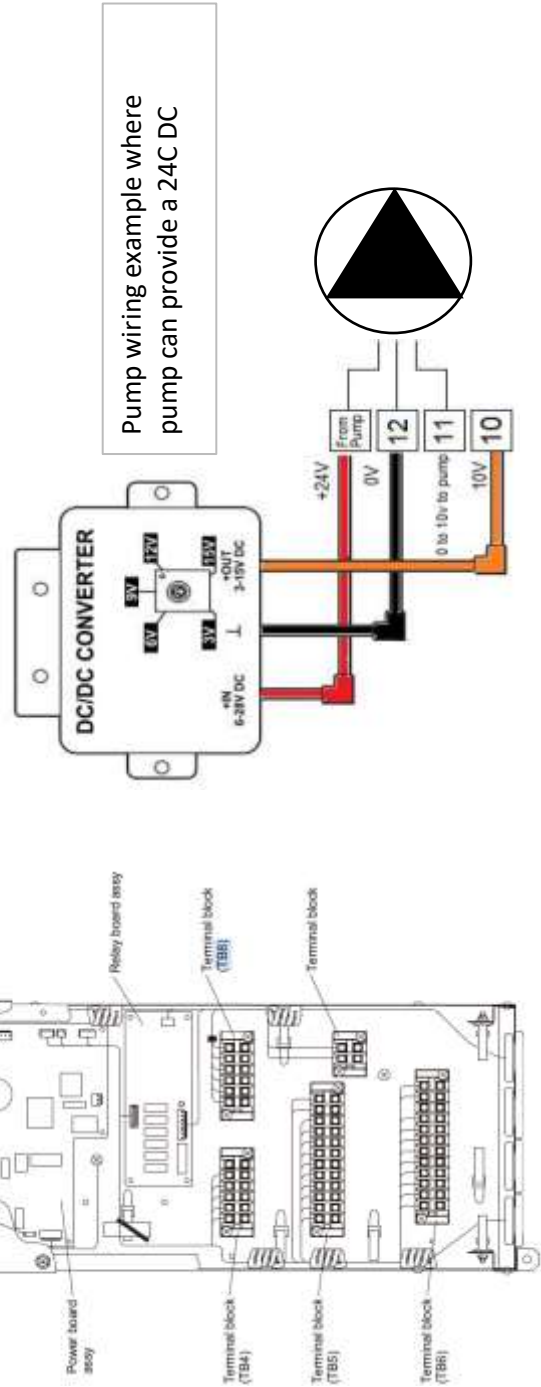 Pump wiring example where
pump can provide a 24C DC
DC/DC CONVERTER
6V
9V
12V
3V
15V
+IN
6-28V DC
⊥
+OUT
3-15V DC
+24V
From
Pump
0V
12
0 to 10v to pump
11
10V
10
Power board
assy
Relay board assy
Terminal block
(TB4)
Terminal block
(TB8)
Terminal block
(TB5)
Terminal block
Terminal block
(TB6)